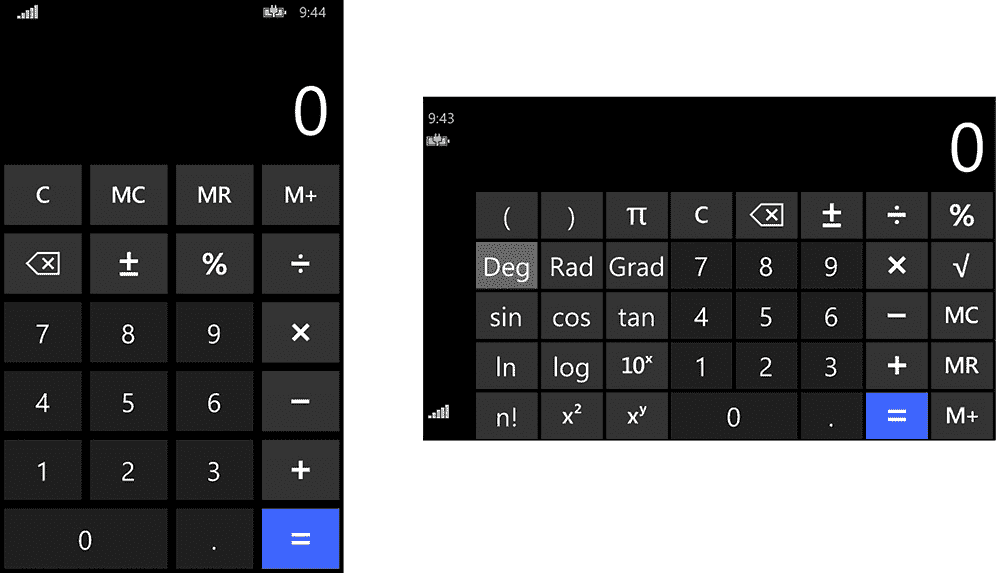 9:44
0
C MC MR M+
± % ÷
7 8 9 ×
4 5 6 −
1 2 3 +
0 . =
9:43
0
( ) π C ± ÷ %
Deg Rad Grad 7 8 9 × √
sin cos tan 4 5 6 − MC
ln log 10ˣ 1 2 3 + MR
n! x² xʸ 0 . = M+